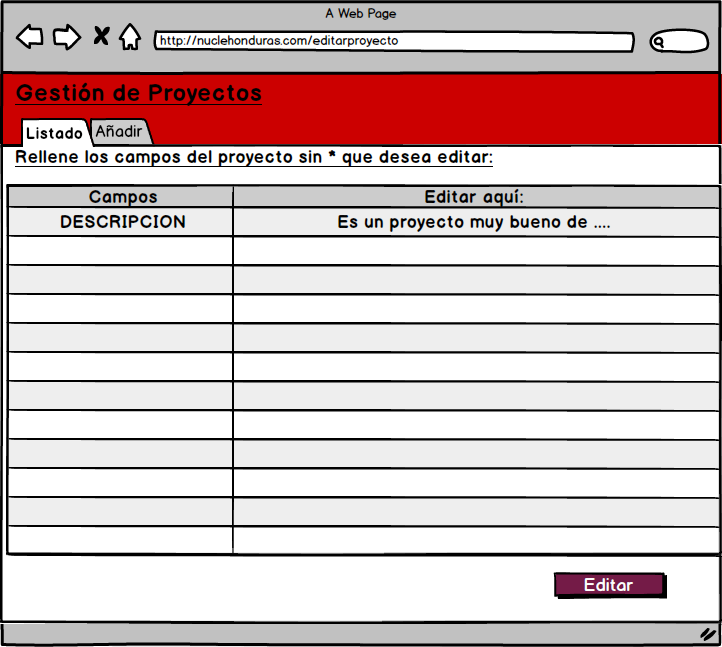 A Web Page
http://nuclehonduras.com/editarproyecto
Gestión de Proyectos
Listado Añadir
Rellene los campos del proyecto sin * que desea editar:
Campos Editar aquí:
DESCRIPCION Es un proyecto muy bueno de ....
Editar